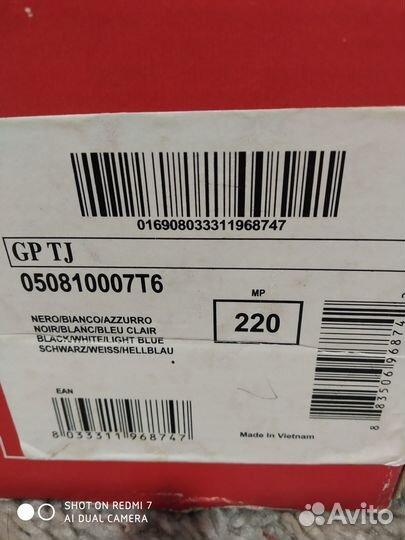 016908033311968747
GP TJ
050810007T6
MP
220
NERO/BIANCO/AZZURRO
NOIR/BLANC/BLEU CLAIR
BLACK/WHITE/LIGHT BLUE
SCHWARZ/WEISS/HELLBLAU
EAN
8 033311 968747
Made in Vietnam
SHOT ON REDMI 7
AI DUAL CAMERA
Avito